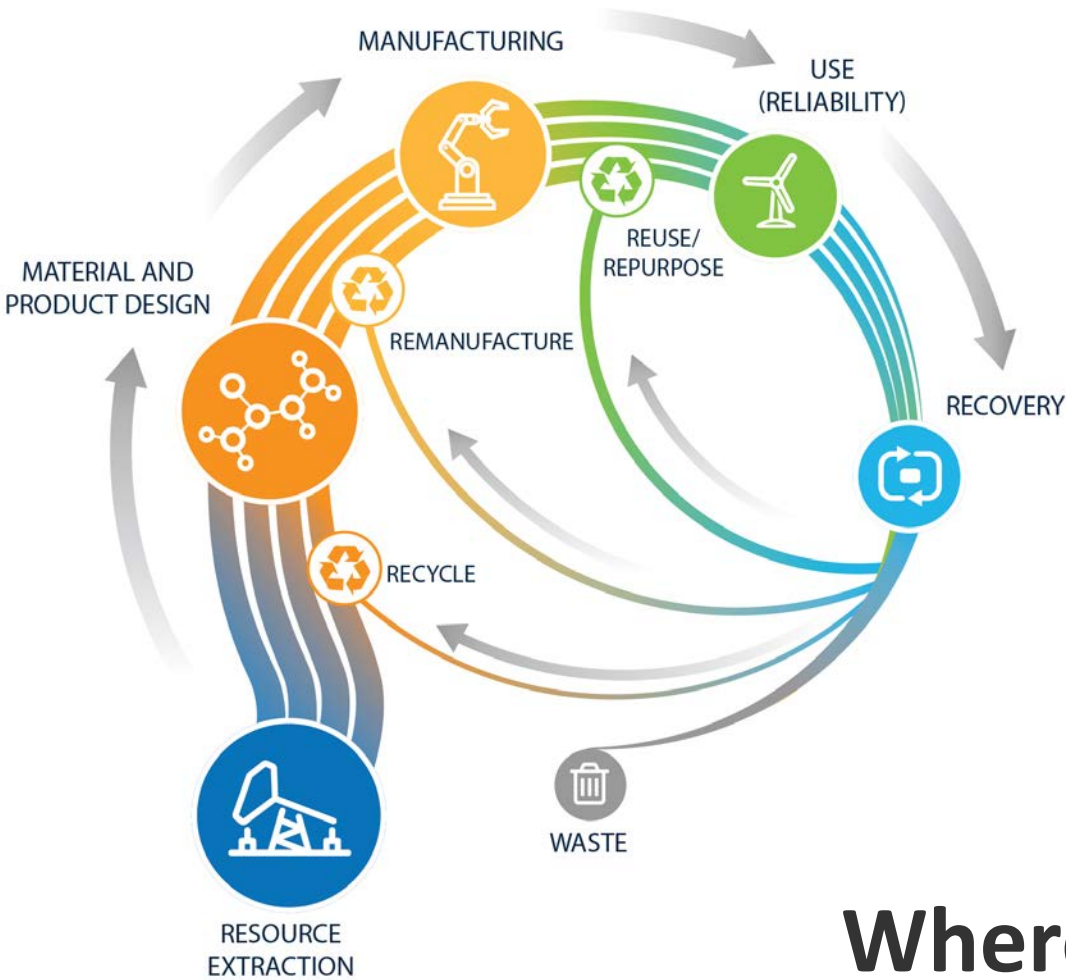 MANUFACTURING
USE
(RELIABILITY)
REUSE/
REPURPOSE
MATERIAL AND
PRODUCT DESIGN
REMANUFACTURE
RECOVERY
RECYCLE
WASTE
RESOURCE
EXTRACTION